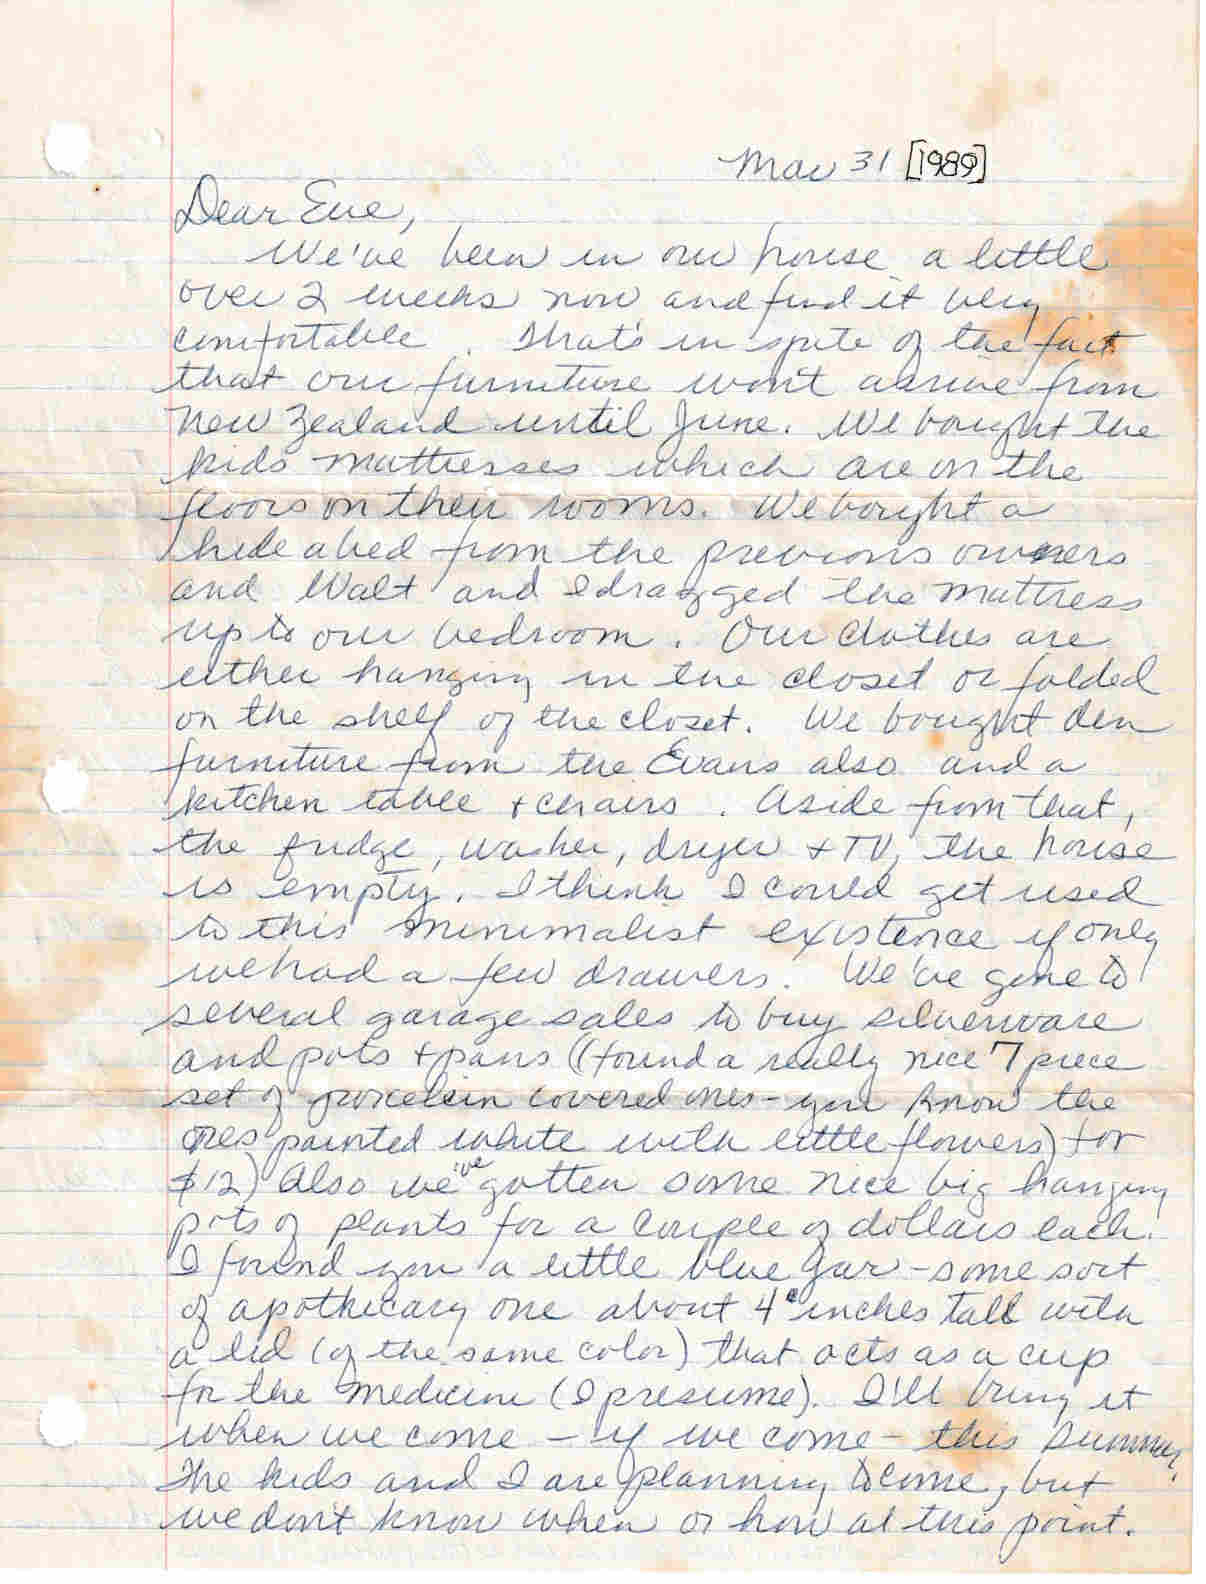 Mar 31 [1989]
Dear Eve,
We've been in our house a little
over 2 weeks now and find it very
comfortable. That's in spite of the fact
that our furniture won't arrive from
New Zealand until June. We bought the
kids mattresses which are on the
floors on their rooms. We bought a
hide abed from the previous owners
and Walt and I dragged the mattress
up to our bedroom. Our clothes are
either hanging in the closet or folded
on the shelf of the closet. We bought den
furniture from the Evans also and a
kitchen table + chairs. Aside from that,
the fridge, washer, dryer + TV, the house
is empty. I think I could get used
to this minimalist existence if only
we had a few drawers. We've gone to
several garage sales to buy silverware
and pots + pans (I found a really nice 7 piece
set of porcelein covered ones - you know the
ones painted white with little flowers) for
$12) Also we've gotten some nice big hanging
pots of plants for a couple of dollars each.
I found you a little blue jar - some sort
of apothecary one about 4 inches tall with
a lid (of the same color) that acts as a cup
for the medicine (I presume). I'll bring it
when we come - if we come - this summer.
The kids and I are planning to come, but
we don't know when or how at this point.